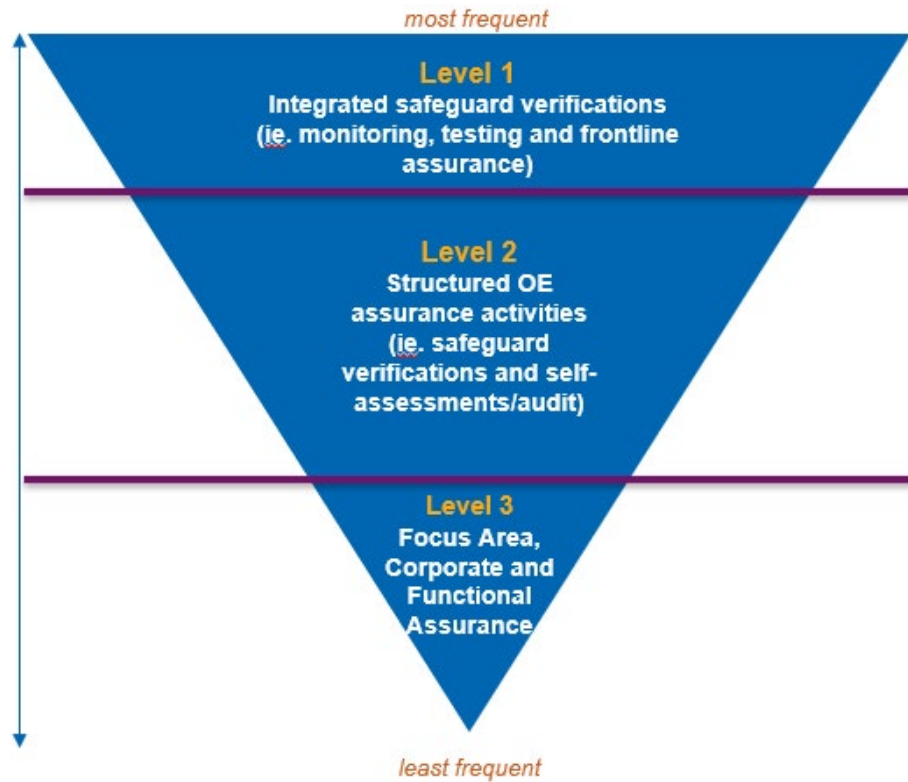 most frequent
Level 1
Integrated safeguard verifications
(ie. monitoring, testing and frontline
assurance)
Level 2
Structured OE
assurance activities
(ie. safeguard
verifications and self-
assessments/audit)
Level 3
Focus Area,
Corporate and
Functional
Assurance
least frequent